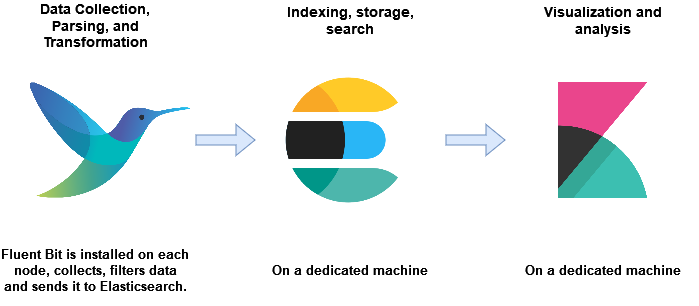 Data Collection,
Parsing, and
Transformation
Indexing, storage,
search
Visualization and
analysis
Fluent Bit is installed on each
node, collects, filters data
and sends it to Elasticsearch.
On a dedicated machine
On a dedicated machine